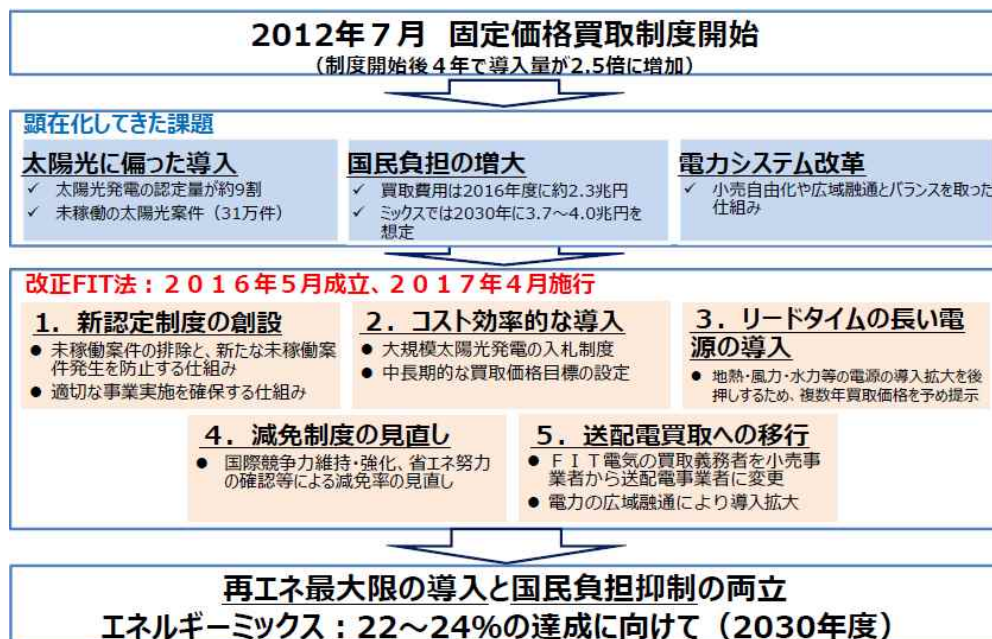 2012年7月 固定価格買取制度開始
（制度開始後４年で導入量が2.5倍に増加）
顕在化してきた課題
太陽光に偏った導入
✓ 太陽光発電の認定量が約9割
✓ 未稼働の太陽光案件（31万件）
国民負担の増大
✓ 買取費用は2016年度に約2.3兆円
✓ ミックスでは2030年に3.7～4.0兆円を
想定
電力システム改革
✓ 小売自由化や広域融通とバランスを取った
仕組み
改正FIT法：２０１６年５月成立、２０１７年４月施行
１．新認定制度の創設
● 未稼働案件の排除と、新たな未稼働案
件発生を防止する仕組み
● 適切な事業実施を確保する仕組み
２．コスト効率的な導入
● 大規模太陽光発電の入札制度
● 中長期的な買取価格目標の設定
３．リードタイムの長い電
源の導入
● 地熱・風力・水力等の電源の導入拡大を後
押しするため、複数年買取価格を予め提示
４．減免制度の見直し
● 国際競争力維持・強化、省エネ努力
の確認等による減免率の見直し
５．送配電買取への移行
● ＦＩＴ電気の買取義務者を小売事
業者から送配電事業者に変更
● 電力の広域融通により導入拡大
再エネ最大限の導入と国民負担抑制の両立
エネルギーミックス：22～24％の達成に向けて（2030年度）